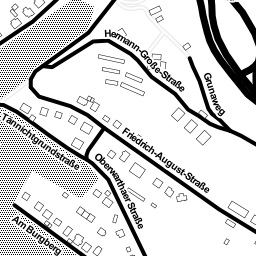 Hermann-Große-Straße
Grunaweg
Tännichtgrundstraße
Friedrich-August-Straße
Oberwarthaer Straße
Am Burgberg